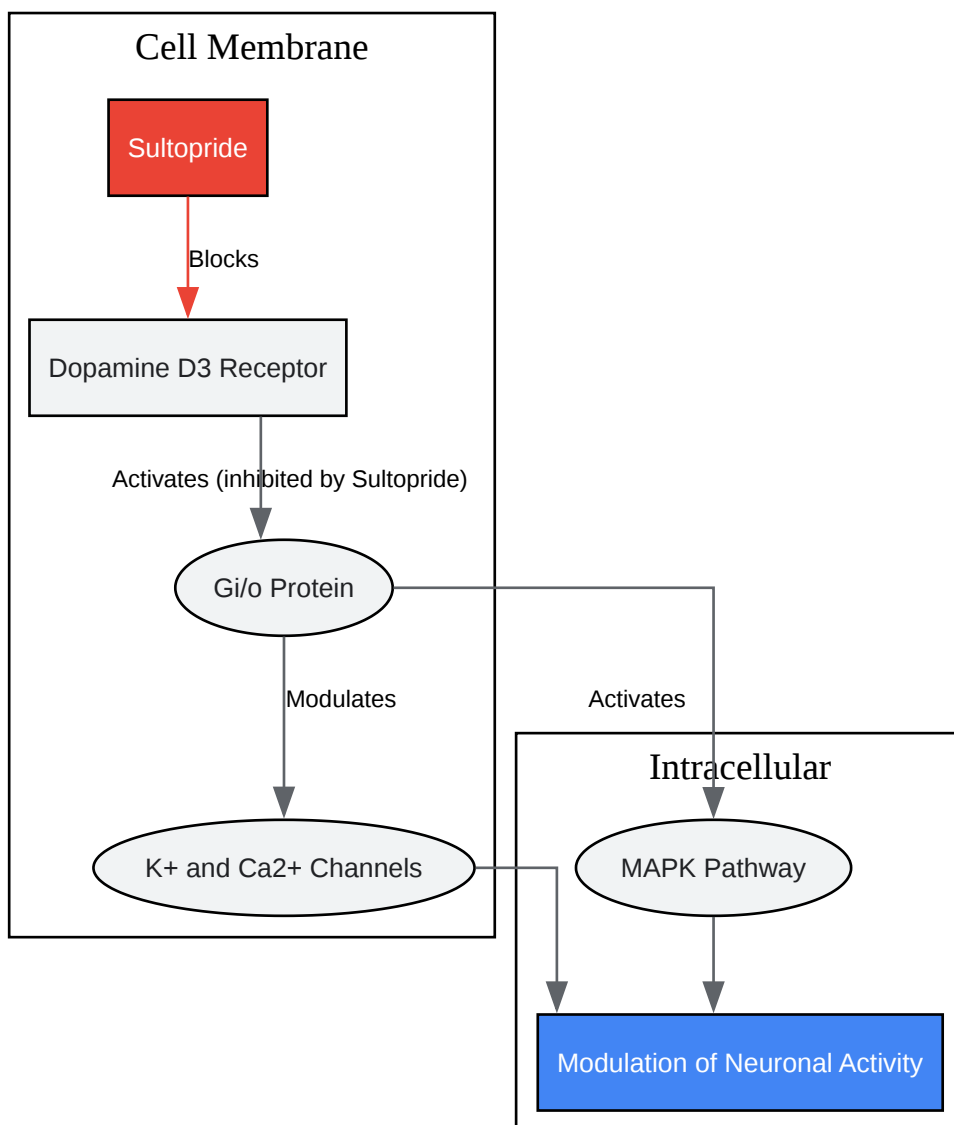 Cell Membrane
Sultopride
Blocks
Dopamine D3 Receptor
Activates (inhibited by Sultopride)
Gi/o Protein
Modulates
Activates
Intracellular
K+ and Ca2+ Channels
MAPK Pathway
Modulation of Neuronal Activity